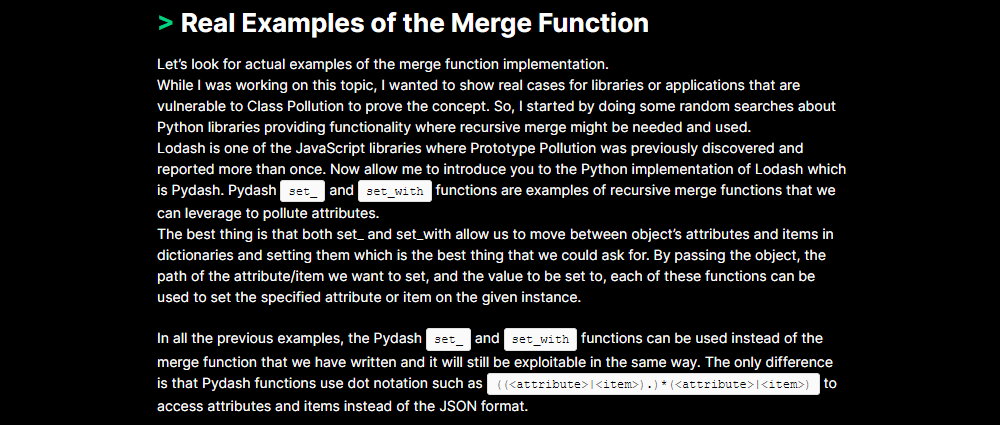 > Real Examples of the Merge Function
Let's look for actual examples of the merge function implementation.
While I was working on this topic, I wanted to show real cases for libraries or applications that are
vulnerable to Class Pollution to prove the concept. So, I started by doing some random searches about
Python libraries providing functionality where recursive merge might be needed and used.
Lodash is one of the JavaScript libraries where Prototype Pollution was previously discovered and
reported more than once. Now allow me to introduce you to the Python implementation of Lodash which
is Pydash. Pydash set_ and set_with functions are examples of recursive merge functions that we
can leverage to pollute attributes.
The best thing is that both set_ and set_with allow us to move between object's attributes and items in
dictionaries and setting them which is the best thing that we could ask for. By passing the object, the
path of the attribute/item we want to set, and the value to be set to, each of these functions can be
used to set the specified attribute or item on the given instance.
In all the previous examples, the Pydash set_ and set_with functions can be used instead of the
merge function that we have written and it will still be exploitable in the same way. The only difference
is that Pydash functions use dot notation such as ((<attribute>|<item>).)*(<attribute>|<item>) to
access attributes and items instead of the JSON format.